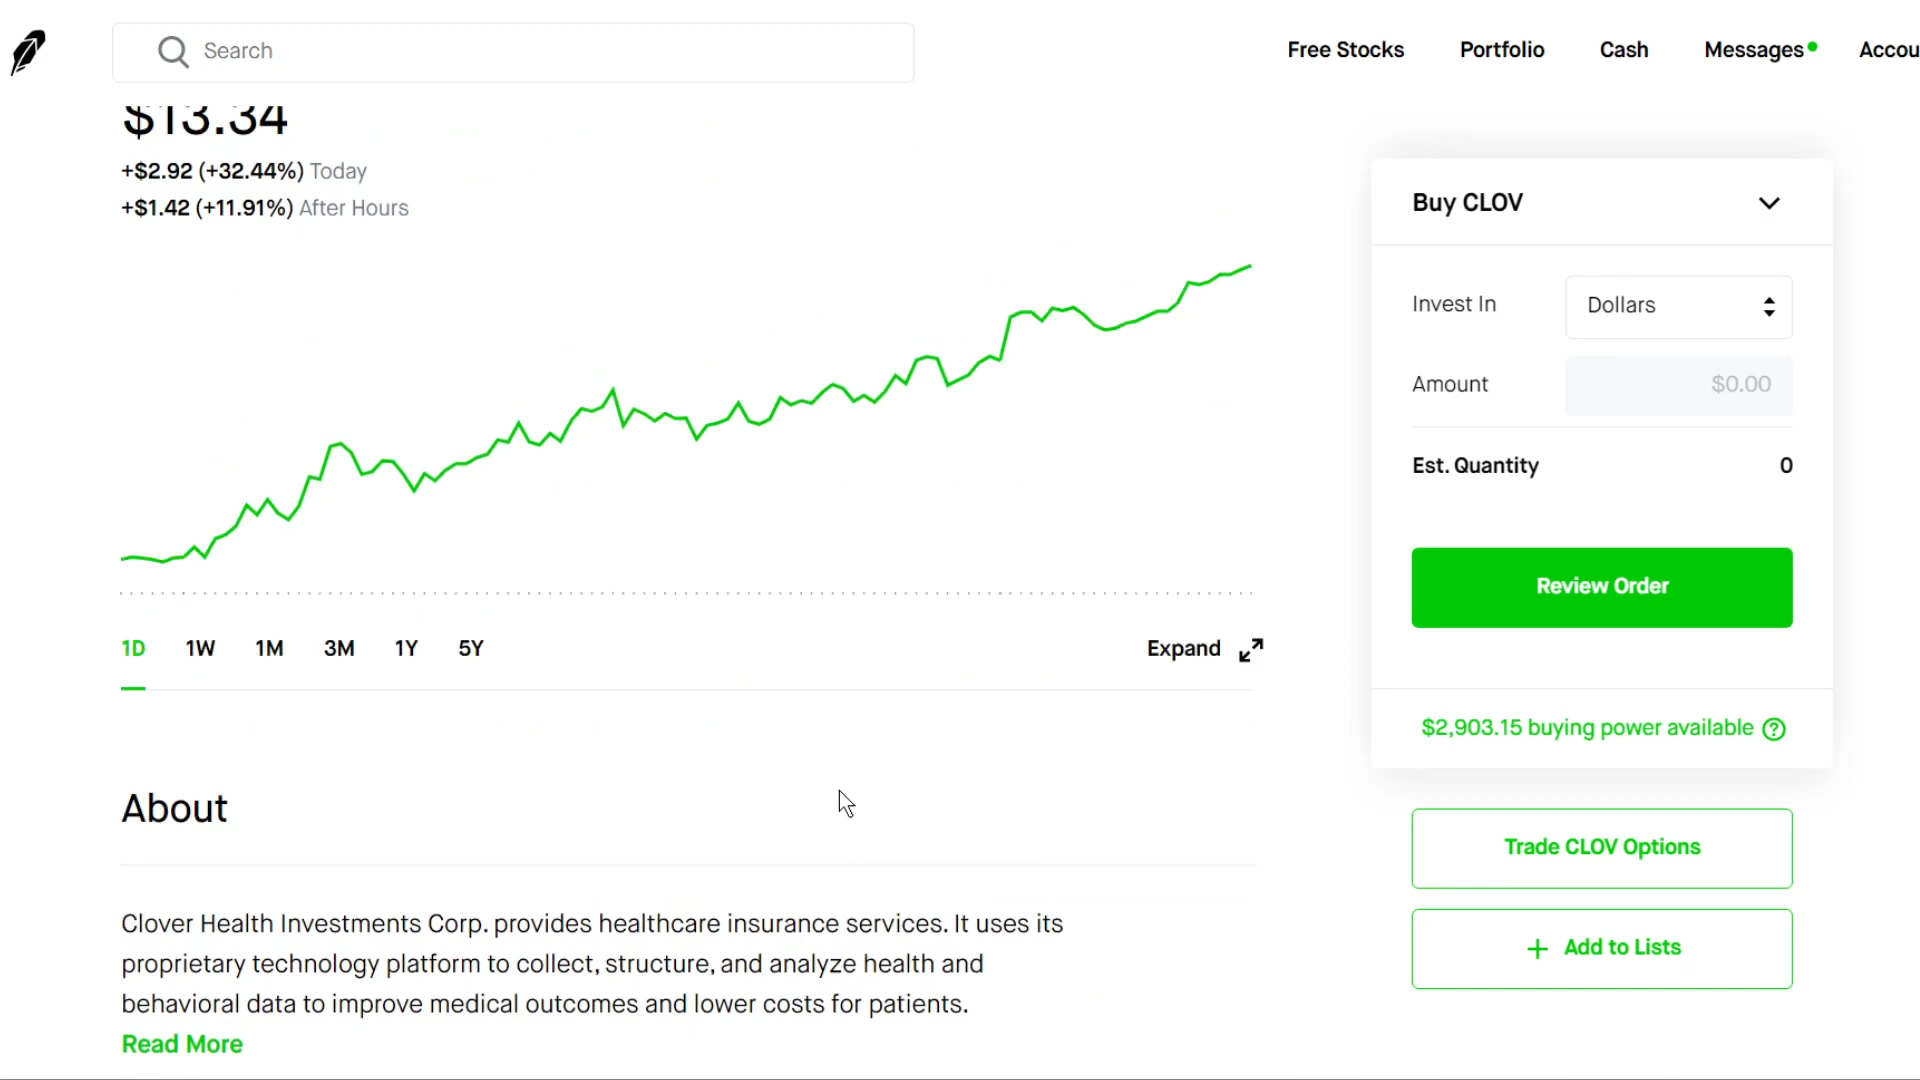 Search
Free Stocks
Portfolio
Cash
Messages
Accou
$13.34
+$2.92 (+32.44%) Today
+$1.42 (+11.91%) After Hours
1D
1W
1M
3M
1Y
5Y
Expand
About
Clover Health Investments Corp. provides healthcare insurance services. It uses its
proprietary technology platform to collect, structure, and analyze health and
behavioral data to improve medical outcomes and lower costs for patients.
Read More
Buy CLOV
Invest In
Dollars
Amount
$0.00
Est. Quantity
0
Review Order
$2,903.15 buying power available ?
Trade CLOV Options
+ Add to Lists